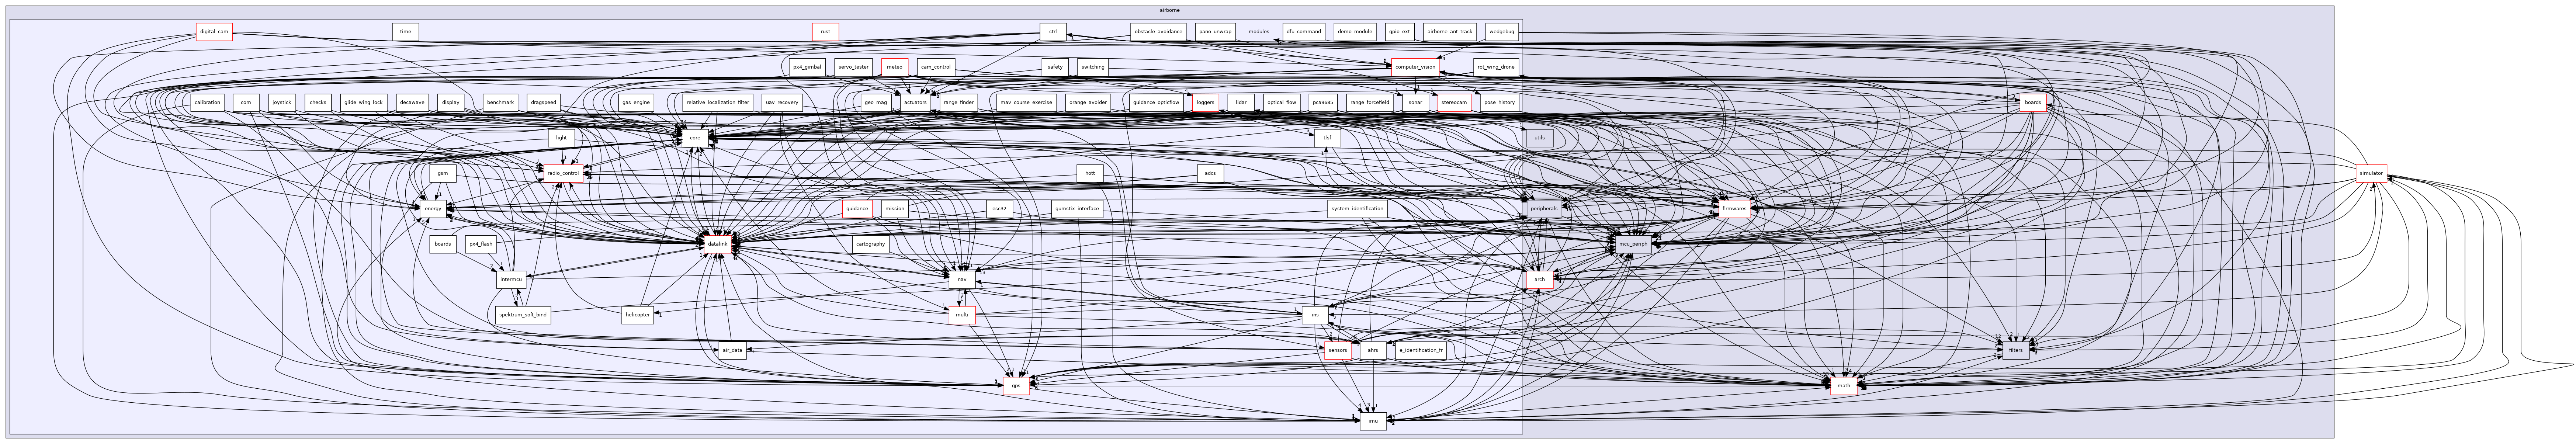 airborne
digital_cam
time
rust
ctrl
obstacle_avoidance
pano_unwrap
modules
dfu_command
demo_module
gpio_ext
airborne_ant_track
wedgebug
px4_gimbal
servo_tester
meteo
cam_control
safety
switching
computer_vision
rot_wing_drone
calibration
com
joystick
checks
glide_wing_lock
decawave
display
benchmark
dragspeed
gas_engine
relative_localization_filter
uav_recovery
geo_mag
actuators
range_finder
mav_course_exercise
orange_avoider
guidance_opticflow
loggers
lidar
optical_flow
pca9685
range_forcefield
sonar
stereocam
pose_history
boards
light
core
tlsf
utils
gsm
radio_control
hott
adcs
simulator
energy
guidance
mission
esc32
gumstix_interface
system_identification
peripherals
firmwares
boards
px4_flash
datalink
cartography
mcu_periph
intermcu
nav
arch
spektrum_soft_bind
helicopter
multi
ins
air_data
sensors
ahrs
e_identification_fr
filters
gps
math
imu